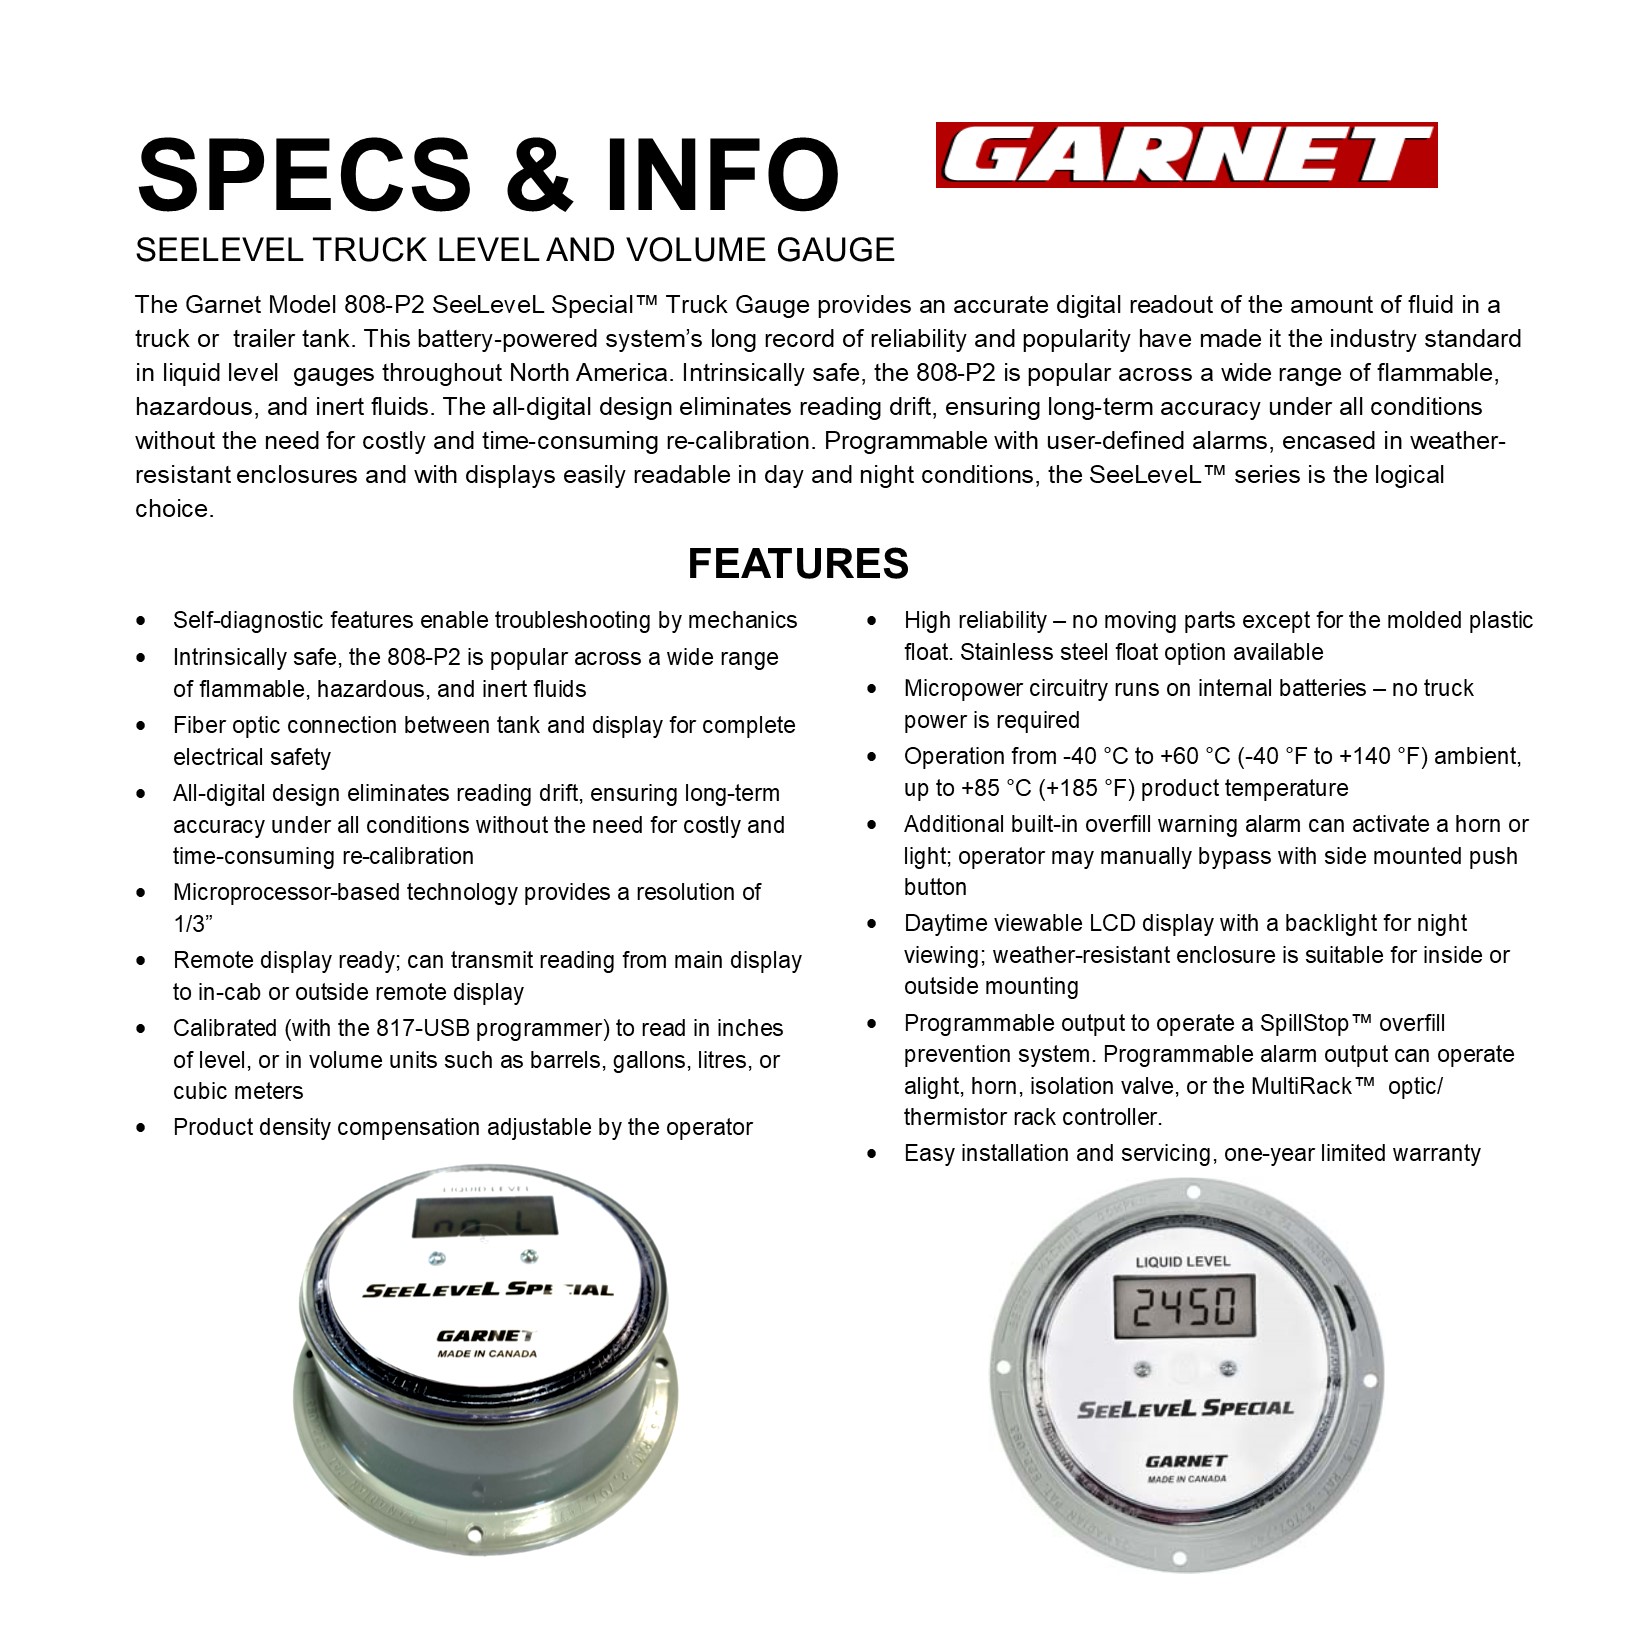 SPECS & INFO
GARNET
SEELEVEL TRUCK LEVEL AND VOLUME GAUGE
The Garnet Model 808-P2 SeeLeveL Special™ Truck Gauge provides an accurate digital readout of the amount of fluid in a
truck or trailer tank. This battery-powered system’s long record of reliability and popularity have made it the industry standard
in liquid level gauges throughout North America. Intrinsically safe, the 808-P2 is popular across a wide range of flammable,
hazardous, and inert fluids. The all-digital design eliminates reading drift, ensuring long-term accuracy under all conditions
without the need for costly and time-consuming re-calibration. Programmable with user-defined alarms, encased in weather-
resistant enclosures and with displays easily readable in day and night conditions, the SeeLeveL™ series is the logical
choice.
FEATURES
• Self-diagnostic features enable troubleshooting by mechanics
• Intrinsically safe, the 808-P2 is popular across a wide range
of flammable, hazardous, and inert fluids
• Fiber optic connection between tank and display for complete
electrical safety
• All-digital design eliminates reading drift, ensuring long-term
accuracy under all conditions without the need for costly and
time-consuming re-calibration
• Microprocessor-based technology provides a resolution of
1/3”
• Remote display ready; can transmit reading from main display
to in-cab or outside remote display
• Calibrated (with the 817-USB programmer) to read in inches
of level, or in volume units such as barrels, gallons, litres, or
cubic meters
• Product density compensation adjustable by the operator
• High reliability – no moving parts except for the molded plastic
float. Stainless steel float option available
• Micropower circuitry runs on internal batteries – no truck
power is required
• Operation from -40 °C to +60 °C (-40 °F to +140 °F) ambient,
up to +85 °C (+185 °F) product temperature
• Additional built-in overfill warning alarm can activate a horn or
light; operator may manually bypass with side mounted push
button
• Daytime viewable LCD display with a backlight for night
viewing; weather-resistant enclosure is suitable for inside or
outside mounting
• Programmable output to operate a SpillStop™ overfill
prevention system. Programmable alarm output can operate
alight, horn, isolation valve, or the MultiRack™ optic/
thermistor rack controller.
• Easy installation and servicing, one-year limited warranty
LIQUID LEVEL
SEELEVEL
GARNET
MADE IN CANADA
LIQUID LEVEL
2450
SEELEVEL SPECIAL
GARNET
MADE IN CANADA